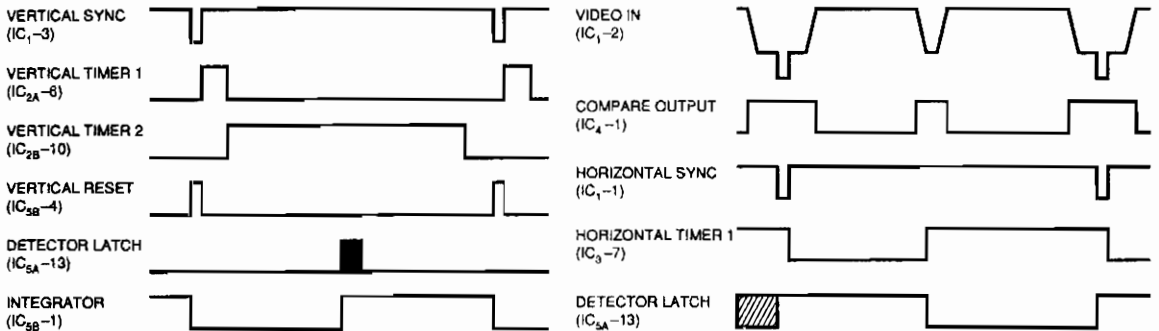 VERTICAL SYNC
(IC₁–3)
VERTICAL TIMER 1
(IC₂A–6)
VERTICAL TIMER 2
(IC₂B–10)
VERTICAL RESET
(IC₅B–4)
DETECTOR LATCH
(IC₅A–13)
INTEGRATOR
(IC₅B–1)
VIDEO IN
(IC₁–2)
COMPARE OUTPUT
(IC₄–1)
HORIZONTAL SYNC
(IC₁–1)
HORIZONTAL TIMER 1
(IC₃–7)
DETECTOR LATCH
(IC₅A–13)